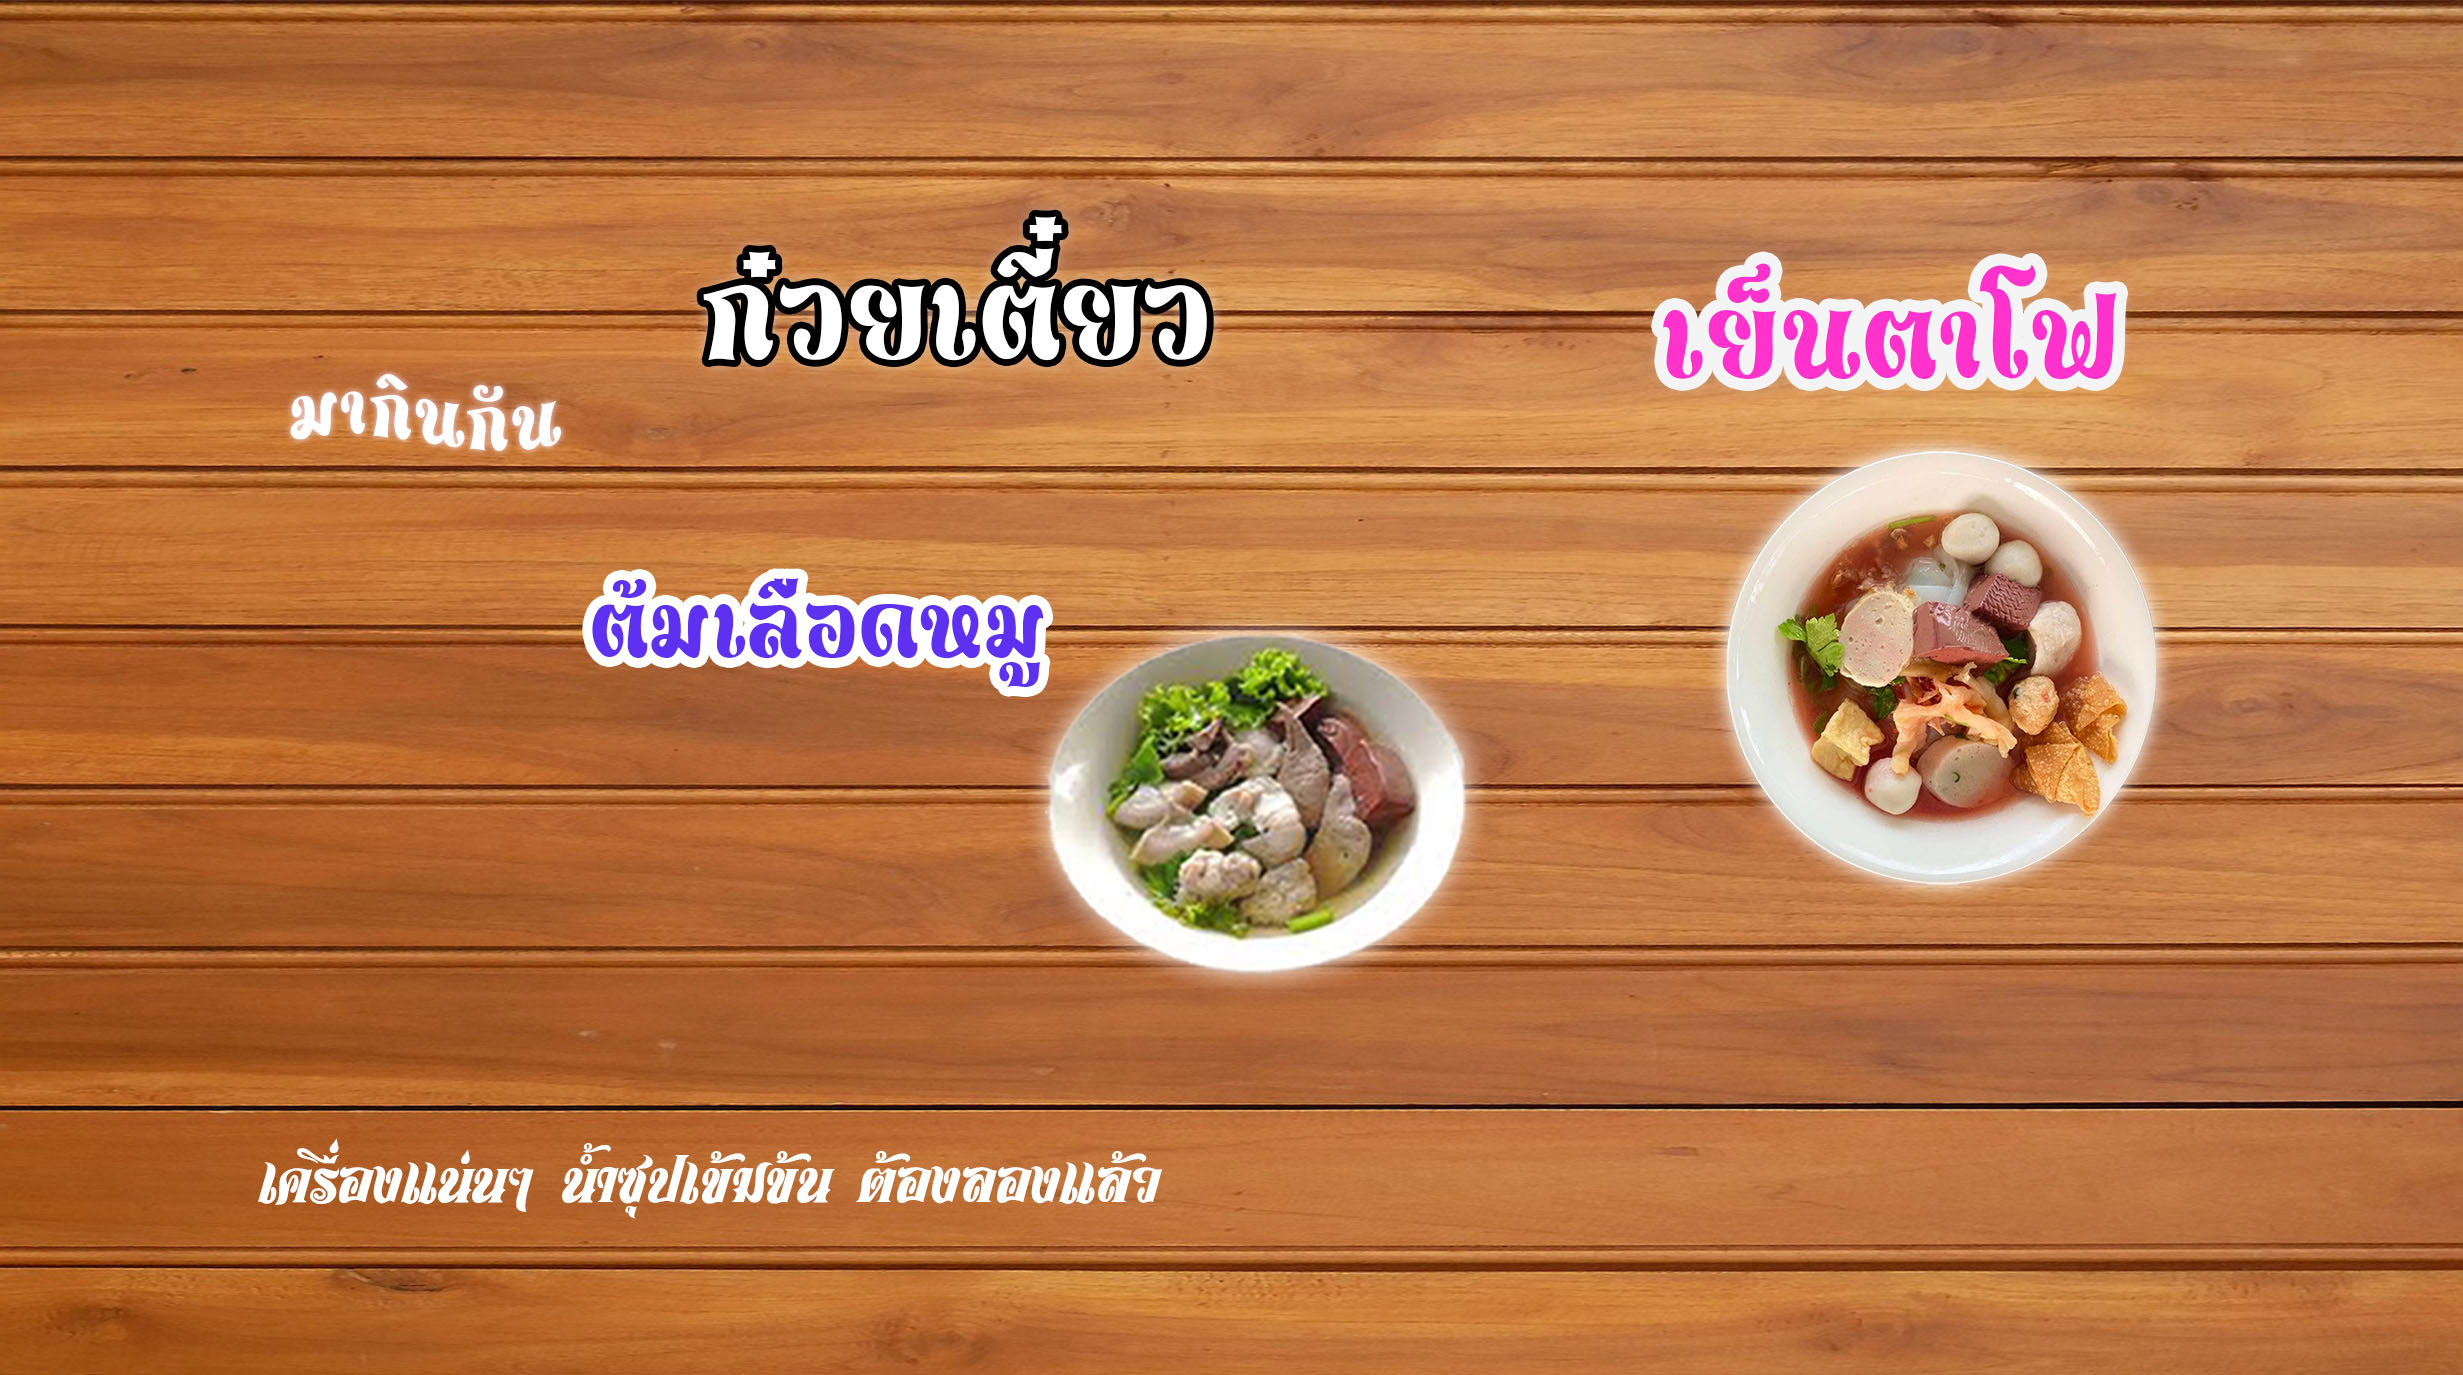 ก๋วยเตี๋ยว
เย็นตาโฟ
มากินกัน
ต้มเลือดหมู
เครื่องแน่นๆ น้ำซุปเข้มข้น ต้องลองแล้ว